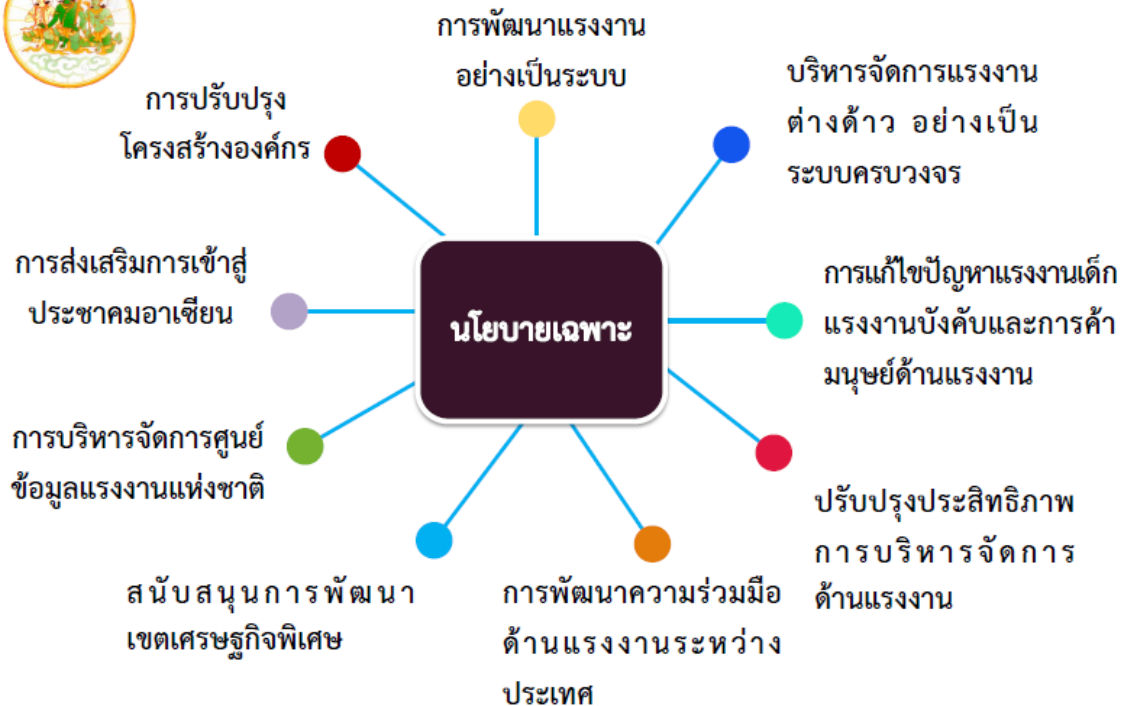 การพัฒนาแรงงาน
อย่างเป็นระบบ
บริหารจัดการแรงงาน
ต่างด้าว อย่างเป็น
ระบบครบวงจร
การปรับปรุง
โครงสร้างองค์กร
การส่งเสริมการเข้าสู่
ประชาคมอาเซียน
นโยบายเฉพาะ
การแก้ไขปัญหาแรงงานเด็ก
แรงงานบังคับและการค้า
มนุษย์ด้านแรงงาน
การบริหารจัดการศูนย์
ข้อมูลแรงงานแห่งชาติ
ปรับปรุงประสิทธิภาพ
การบริหารจัดการ
ด้านแรงงาน
สนับสนุนการพัฒนา
เขตเศรษฐกิจพิเศษ
การพัฒนาความร่วมมือ
ด้านแรงงานระหว่าง
ประเทศ